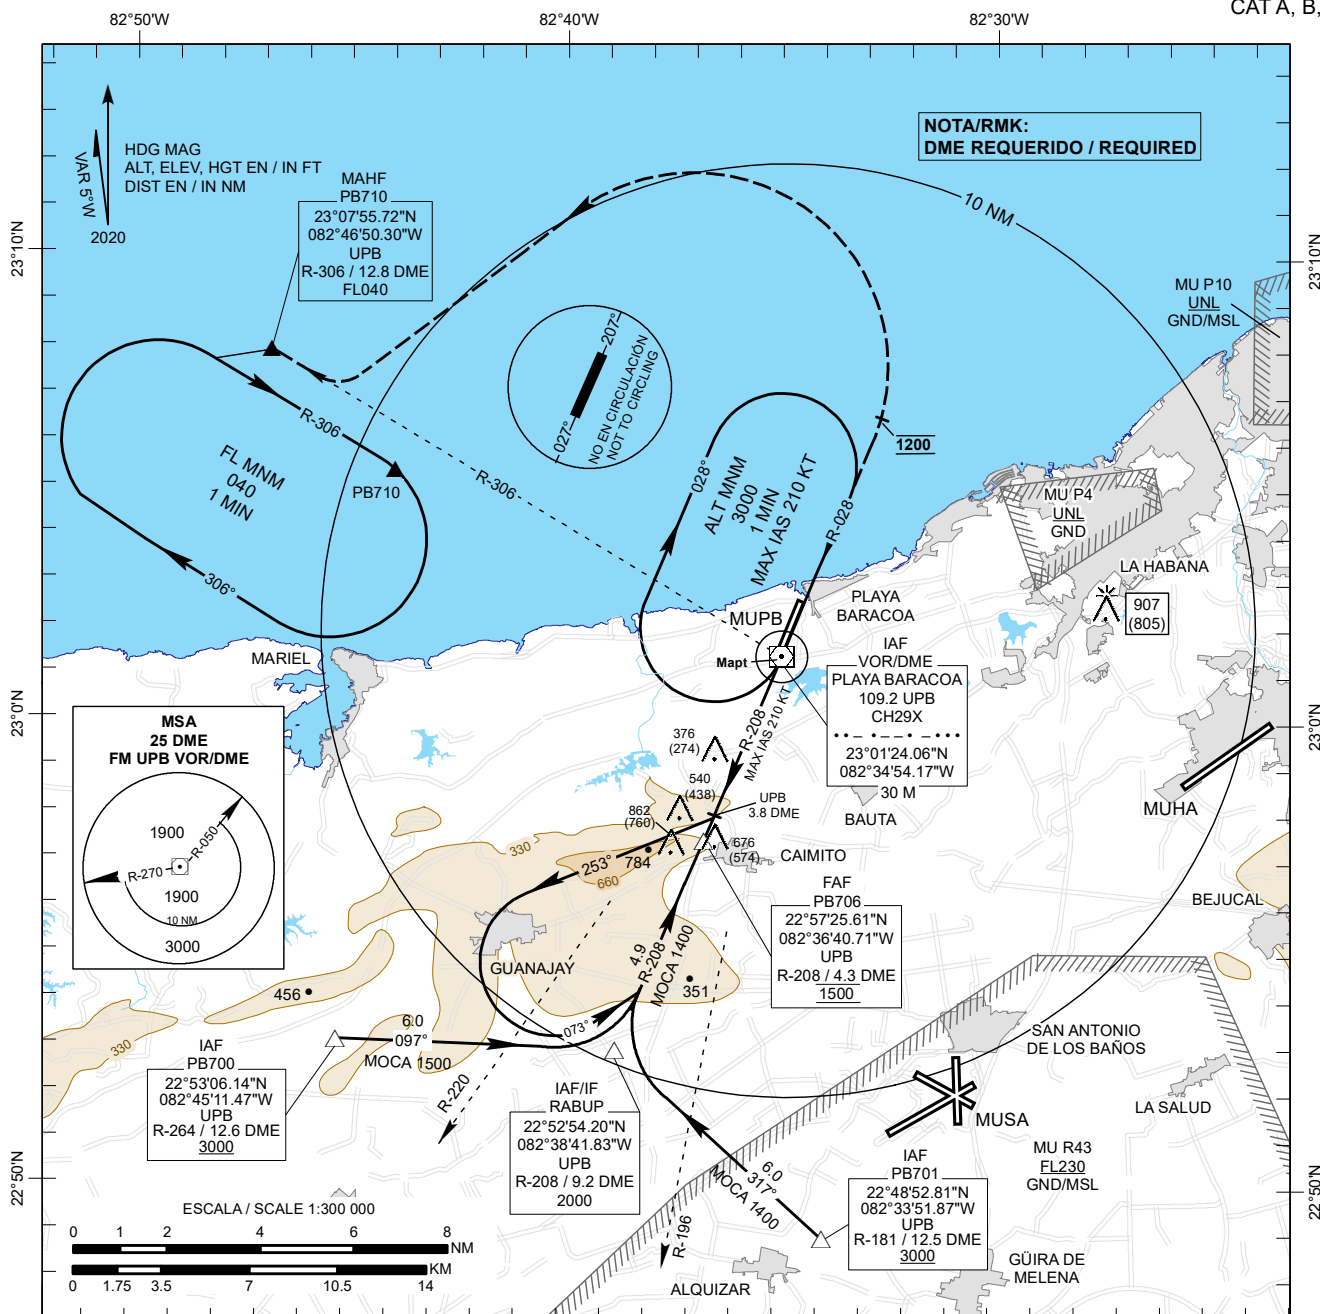 82°50'W
82°40'W
82°30'W
CAT A, B,
NOTA/RMK:
DME REQUERIDO / REQUIRED
HDG MAG
ALT, ELEV, HGT EN / IN FT
DIST EN / IN NM
VAR 5°W
2020
MAHF
PB710
23°07'55.72"N
082°46'50.30"W
UPB
R-306 / 12.8 DME
FL040
10 NM
23°10'N
23°10'N
MU P10
UNL
GND/MSL
207°
027°
NO EN CIRCULACIÓN
NOT TO CIRCLING
R-306
PB710
FL MNM
040
1 MIN
306°
R-306
028°
ALT MNM
3000
1 MIN
MAX IAS 210 KT
R-028
1200
MU P4
UNL
GND
LA HABANA
907
(805)
PLAYA
BARACOA
MUPB
Mapt
IAF
VOR/DME
PLAYA BARACOA
109.2 UPB
CH29X
23°01'24.06"N
082°34'54.17"W
30 M
MARIEL
23°0'N
23°0'N
MSA
25 DME
FM UPB VOR/DME
1900
R-050
R-270
1900
10 NM
3000
R-208
MAX IAS 210 KT
376
(274)
540
(438)
862
(760)
676
(574)
UPB
3.8 DME
MUHA
BAUTA
CAIMITO
330
253°
784
660
FAF
PB706
22°57'25.61"N
082°36'40.71"W
UPB
R-208 / 4.3 DME
1500
BEJUCAL
GUANAJAY
4.9
R-208
MOCA 1400
351
456
330
073°
6.0
097°
MOCA 1500
IAF
PB700
22°53'06.14"N
082°45'11.47"W
UPB
R-264 / 12.6 DME
3000
R-220
IAF/IF
RABUP
22°52'54.20"N
082°38'41.83"W
UPB
R-208 / 9.2 DME
2000
SAN ANTONIO
DE LOS BAÑOS
MUSA
LA SALUD
MU R43
FL230
GND/MSL
6.0
317°
MOCA 1400
R-196
IAF
PB701
22°48'52.81"N
082°33'51.87"W
UPB
R-181 / 12.5 DME
3000
22°50'N
22°50'N
ESCALA / SCALE 1:300 000
0 1 2 4 6 8 NM
KM
0 1.75 3.5 7 10.5 14
ALQUIZAR
GÜIRA DE
MELENA